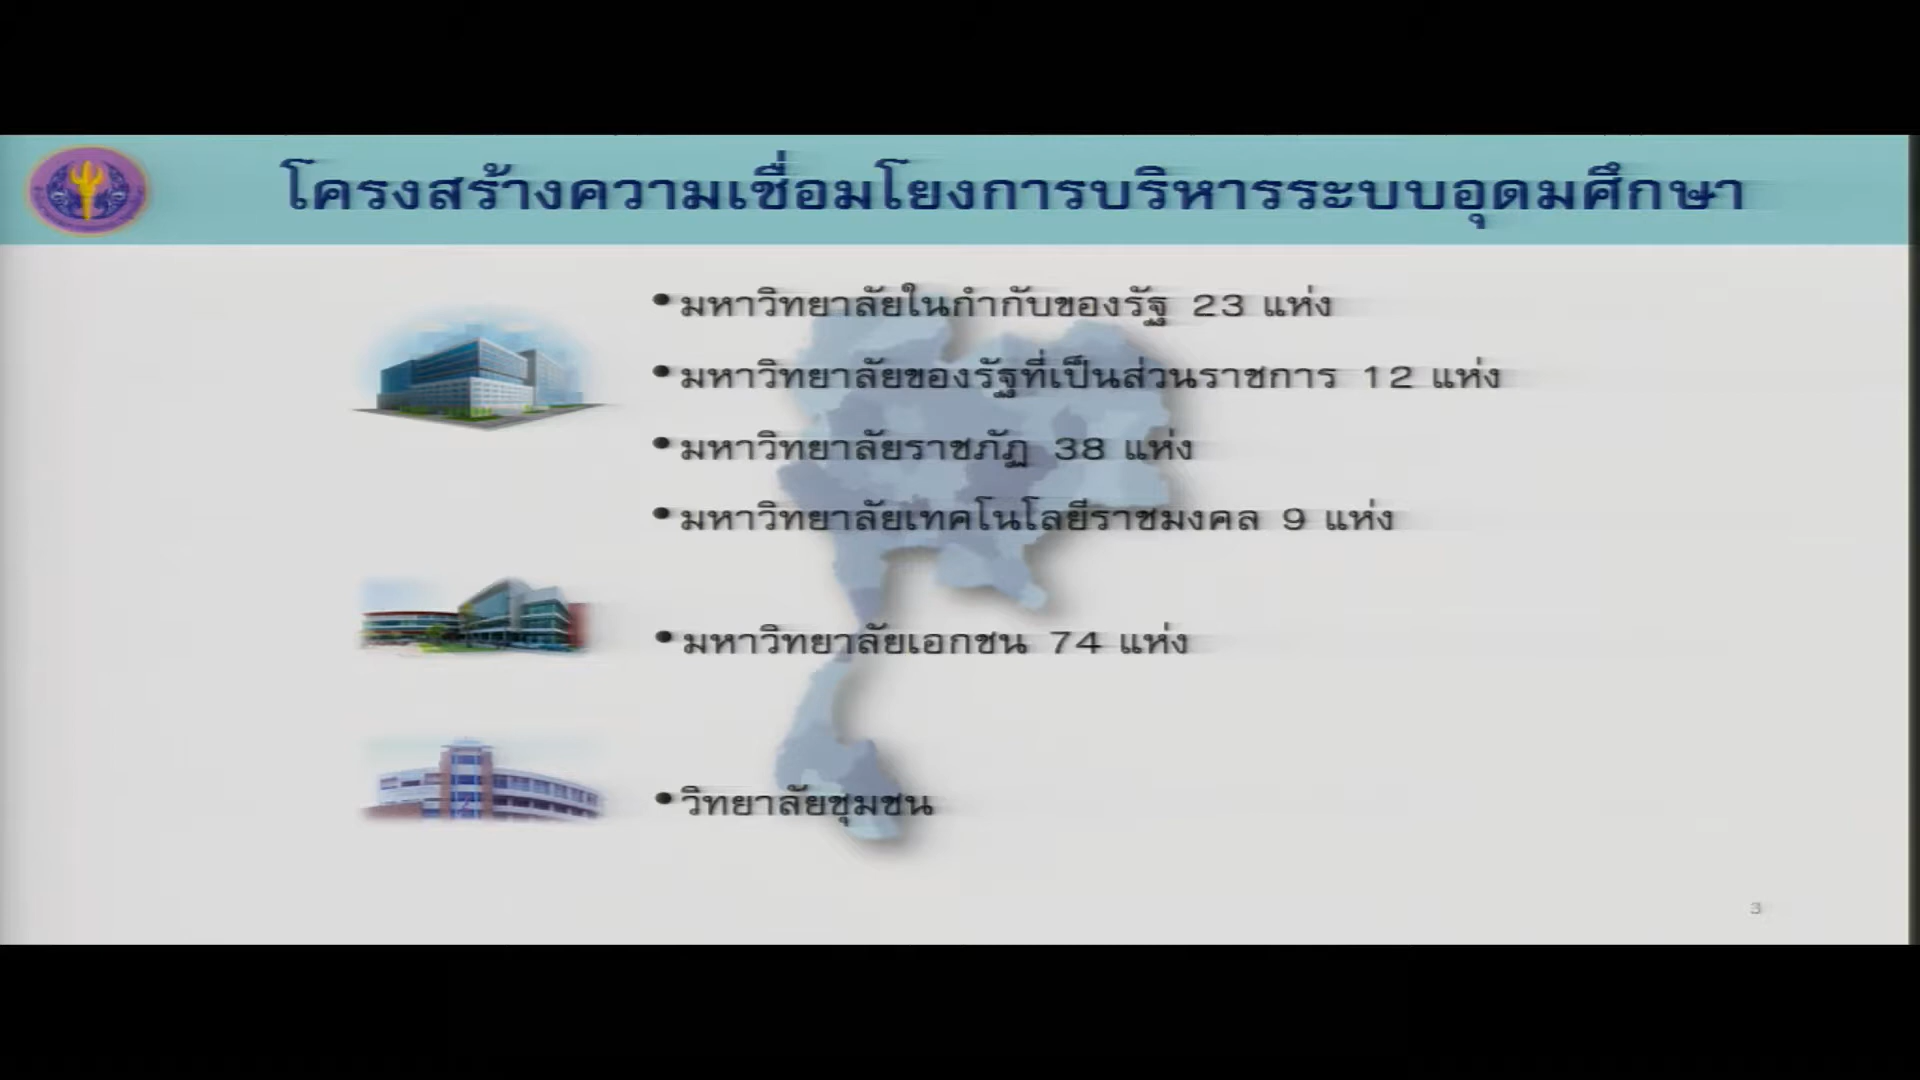 โครงสร้างความเชื่อมโยงการบริหารระบบอุดมศึกษา
•มหาวิทยาลัยในกำกับของรัฐ 23 แห่ง
•มหาวิทยาลัยของรัฐที่เป็นส่วนราชการ 12 แห่ง
•มหาวิทยาลัยราชภัฏ 38 แห่ง
•มหาวิทยาลัยเทคโนโลยีราชมงคล 9 แห่ง
•มหาวิทยาลัยเอกชน 74 แห่ง
•วิทยาลัยชุมชน
3